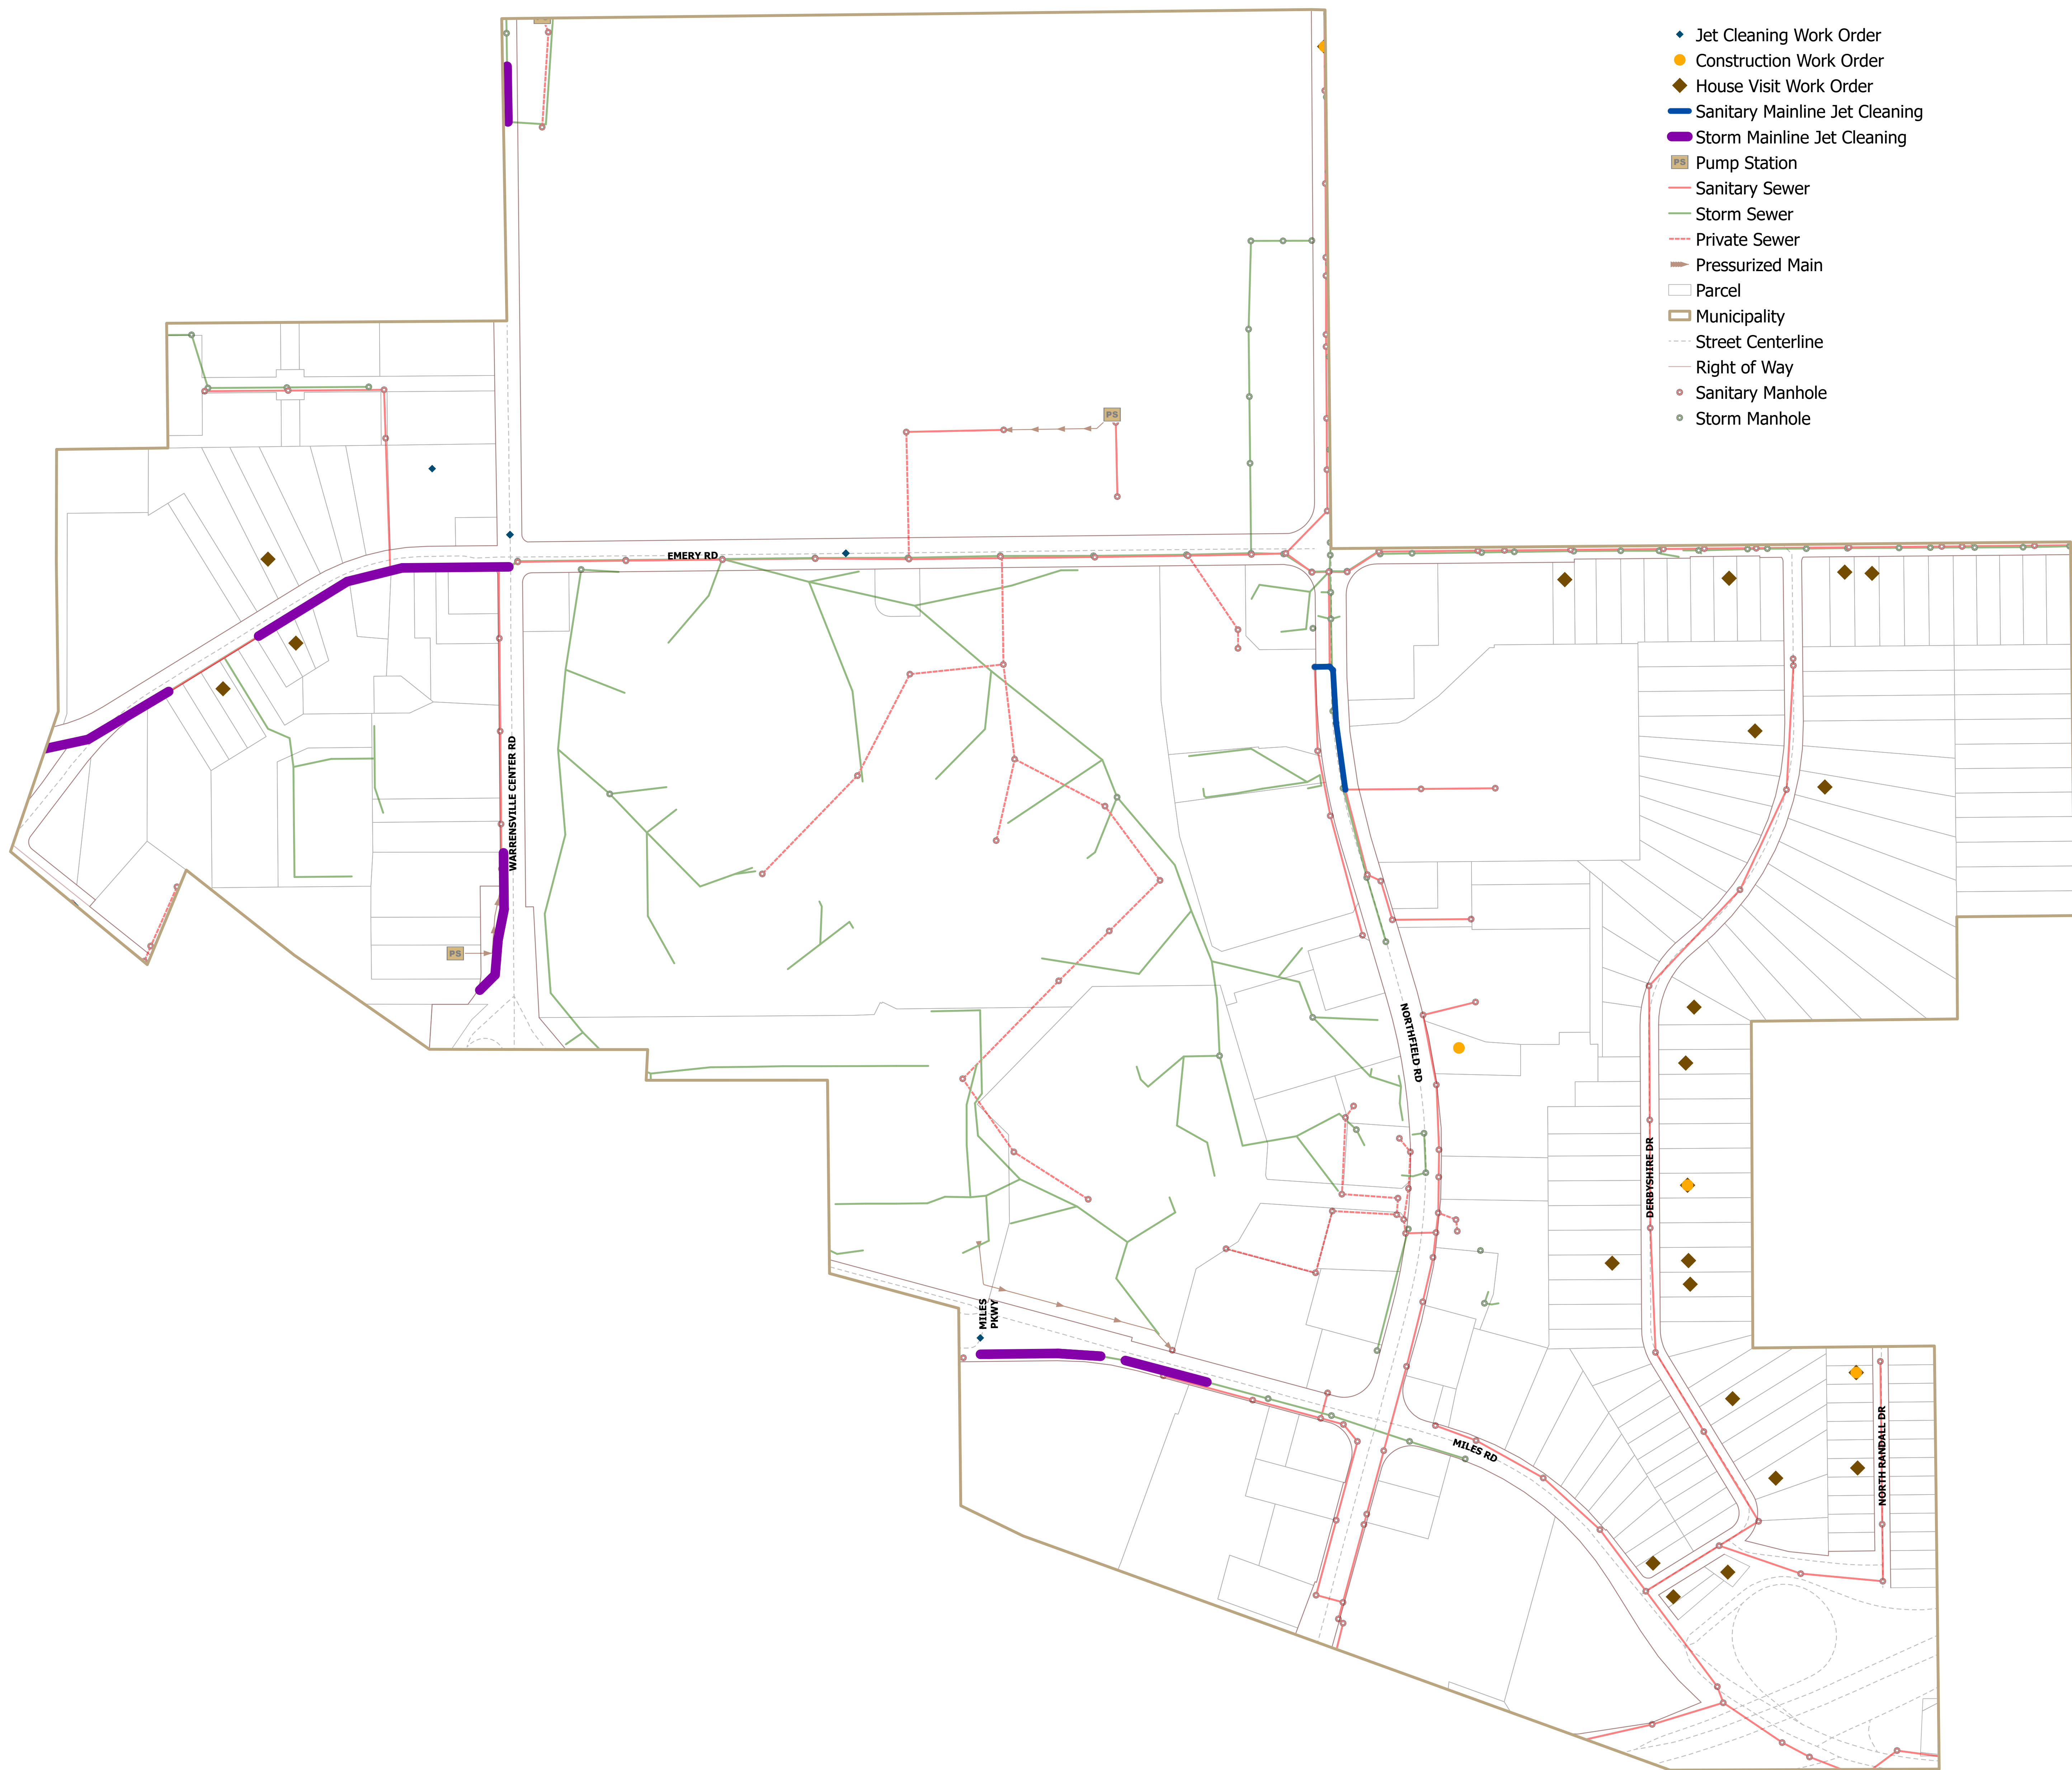 Jet Cleaning Work Order
Construction Work Order
House Visit Work Order
Sanitary Mainline Jet Cleaning
Storm Mainline Jet Cleaning
PS Pump Station
Sanitary Sewer
Storm Sewer
Private Sewer
Pressurized Main
Parcel
Municipality
Street Centerline
Right of Way
Sanitary Manhole
Storm Manhole
PS
EMERY RD
WARRENSVILLE CENTER RD
PS
NORTHFIELD RD
DERBYSHIRE DR
MILES
PKWY
MILES RD
NORTH RANDALL DR